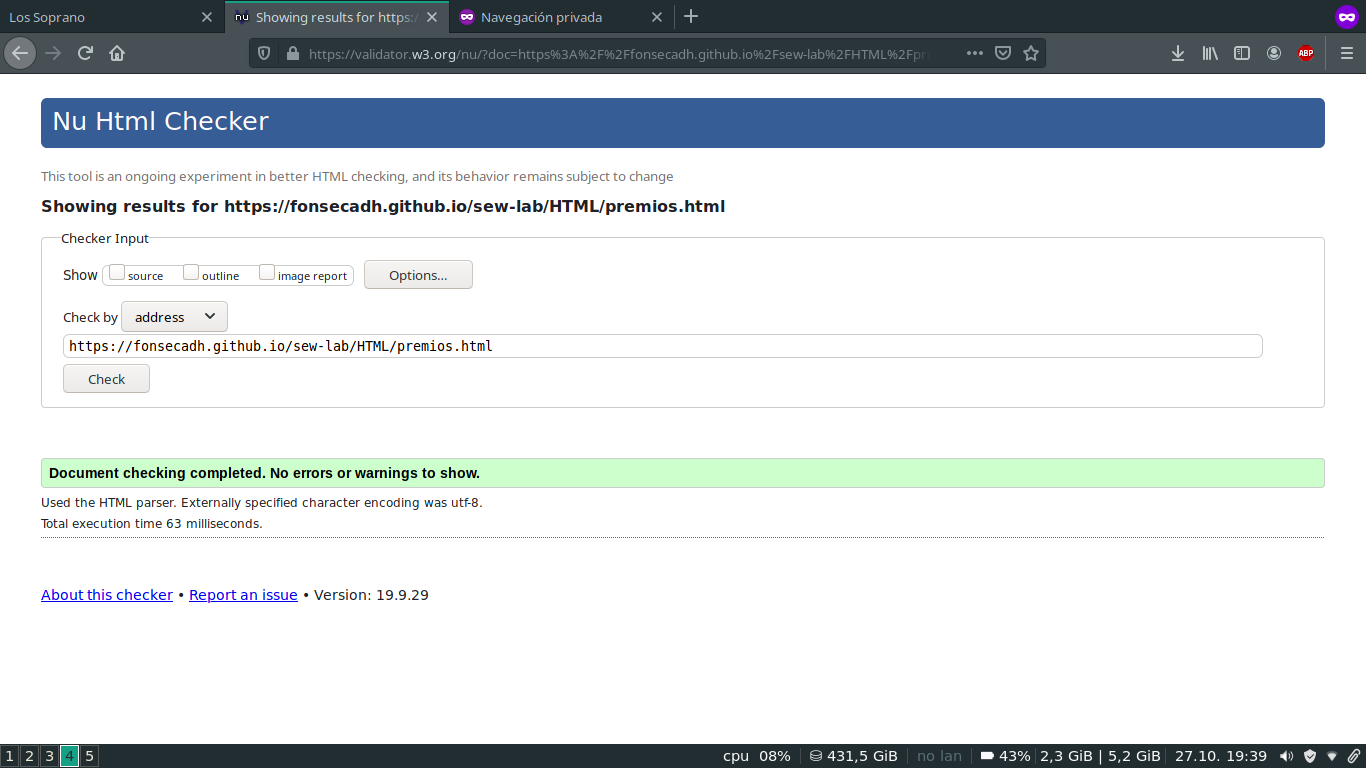 Los Soprano
nu Showing results for https:/
Navegación privada
https://validator.w3.org/nu/?doc=https%3A%2F%2Ffonsecadh.github.io%2Fsew-lab%2FHTML%2Fpr
ABP
Nu Html Checker
This tool is an ongoing experiment in better HTML checking, and its behavior remains subject to change
Showing results for https://fonsecadh.github.io/sew-lab/HTML/premios.html
Checker Input
Show source outline image report Options...
Check by address
https://fonsecadh.github.io/sew-lab/HTML/premios.html
Check
Document checking completed. No errors or warnings to show.
Used the HTML parser. Externally specified character encoding was utf-8.
Total execution time 63 milliseconds.
About this checker • Report an issue • Version: 19.9.29
1 2 3 4 5 cpu 08% 431,5 GiB no lan 43% 2,3 GiB | 5,2 GiB 27.10. 19:39